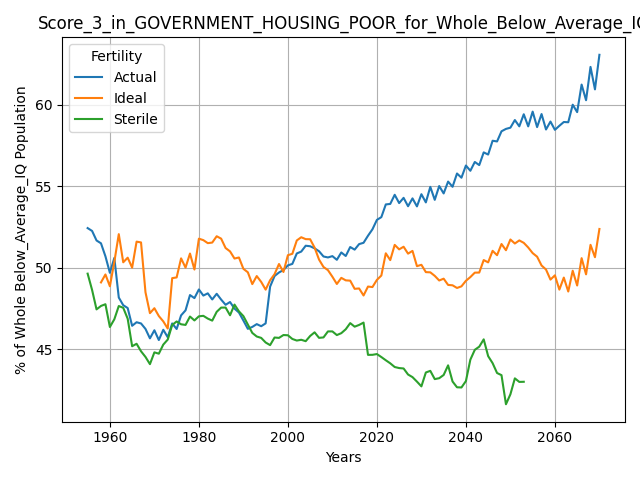 Score_3_in_GOVERNMENT_HOUSING_POOR_for_Whole_Below_Average_IQ
Fertility
Actual
Ideal
Sterile
% of Whole Below_Average_IQ Population
60
55
50
45
1960 1980 2000 2020 2040 2060
Years